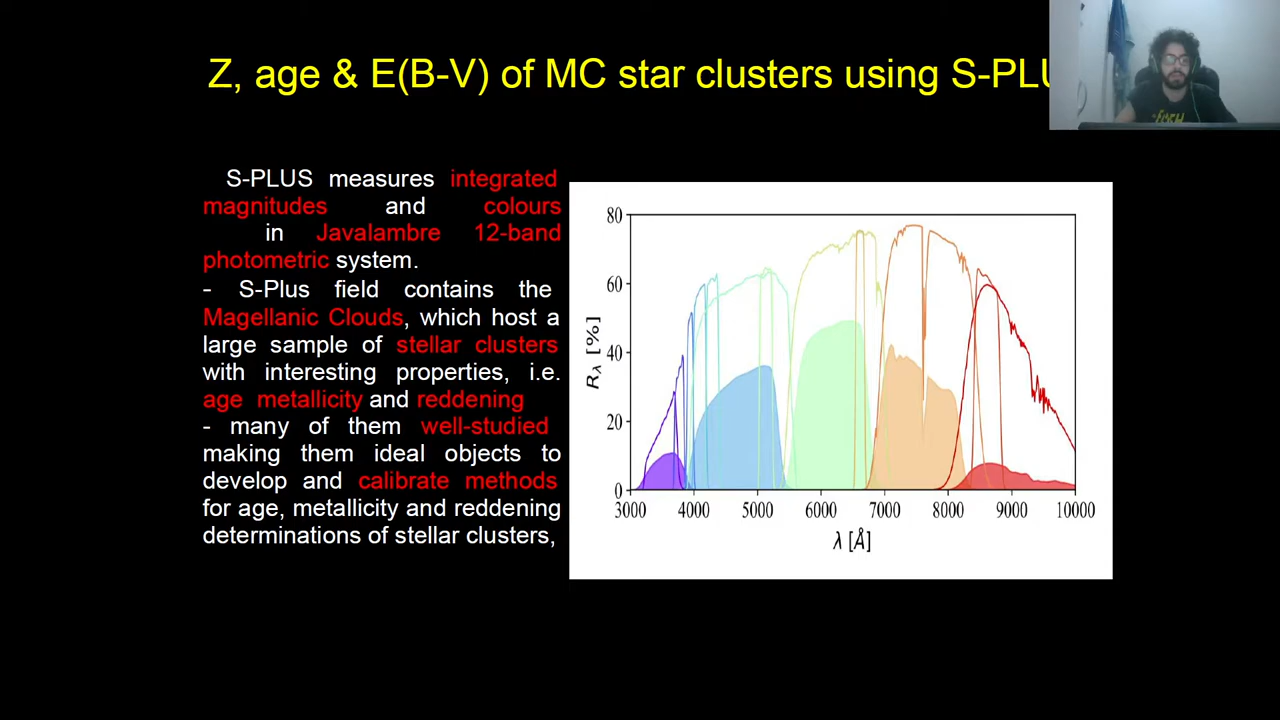 Z, age & E(B-V) of MC star clusters using
S-PLUS measures integrated
magnitudes and colours
in Javalambre 12-band
photometric system.
- S-Plus field contains the
Magellanic Clouds, which host a
large sample of stellar clusters
with interesting properties, i.e.
age metallicity and reddening
- many of them well-studied
making them ideal objects to
develop and calibrate methods
for age, metallicity and reddening
determinations of stellar clusters,
80
60
40
20
0
Rλ [%]
3000 4000 5000 6000 7000 8000 9000 10000
λ [Å]